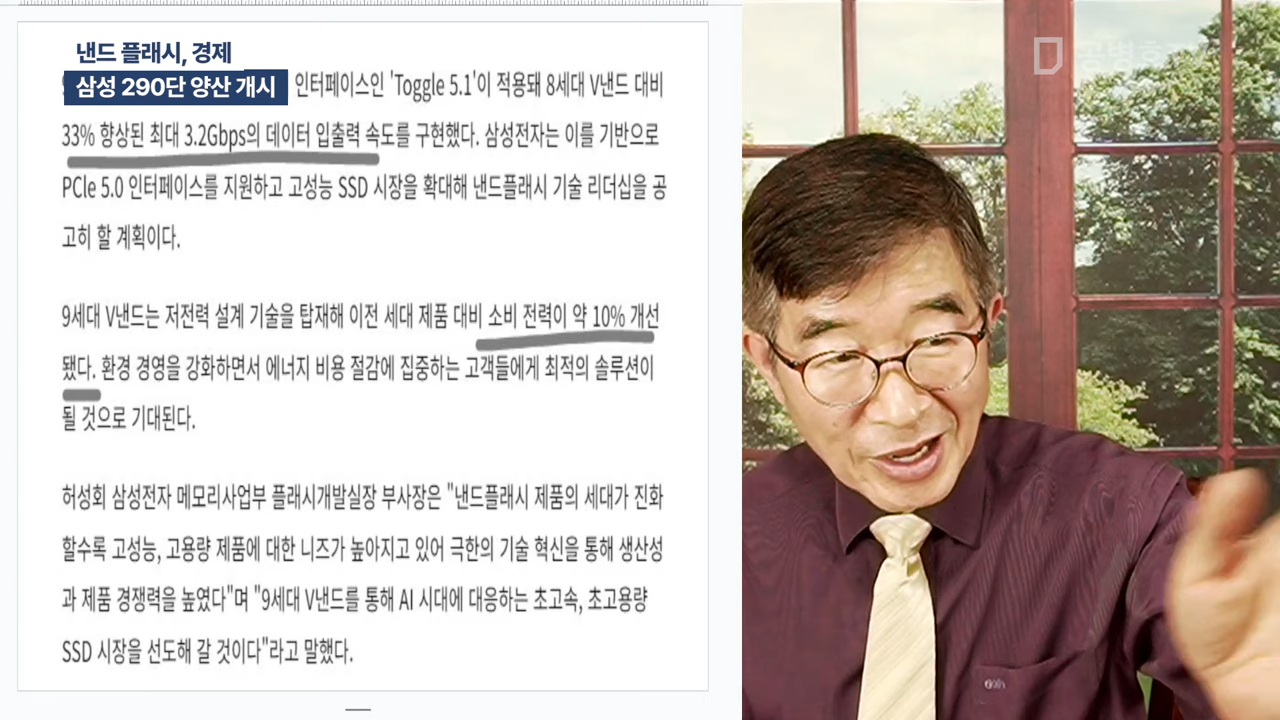 낸드 플래시, 경제
삼성 290단 양산 개시
인터페이스인 'Toggle 5.1'이 적용돼 8세대 V낸드 대비
33% 향상된 최대 3.2Gbps의 데이터 입출력 속도를 구현했다. 삼성전자는 이를 기반으로
PCIe 5.0 인터페이스를 지원하고 고성능 SSD 시장을 확대해 낸드플래시 기술 리더십을 공
고히 할 계획이다.
9세대 V낸드는 저전력 설계 기술을 탑재해 이전 세대 제품 대비 소비 전력이 약 10% 개선
됐다. 환경 경영을 강화하면서 에너지 비용 절감에 집중하는 고객들에게 최적의 솔루션이
될 것으로 기대된다.
허성회 삼성전자 메모리사업부 플래시개발실장 부사장은 "낸드플래시 제품의 세대가 진화
할수록 고성능, 고용량 제품에 대한 니즈가 높아지고 있어 극한의 기술 혁신을 통해 생산성
과 제품 경쟁력을 높였다"며 "9세대 V낸드를 통해 AI 시대에 대응하는 초고속, 초고용량
SSD 시장을 선도해 갈 것이다"라고 말했다.